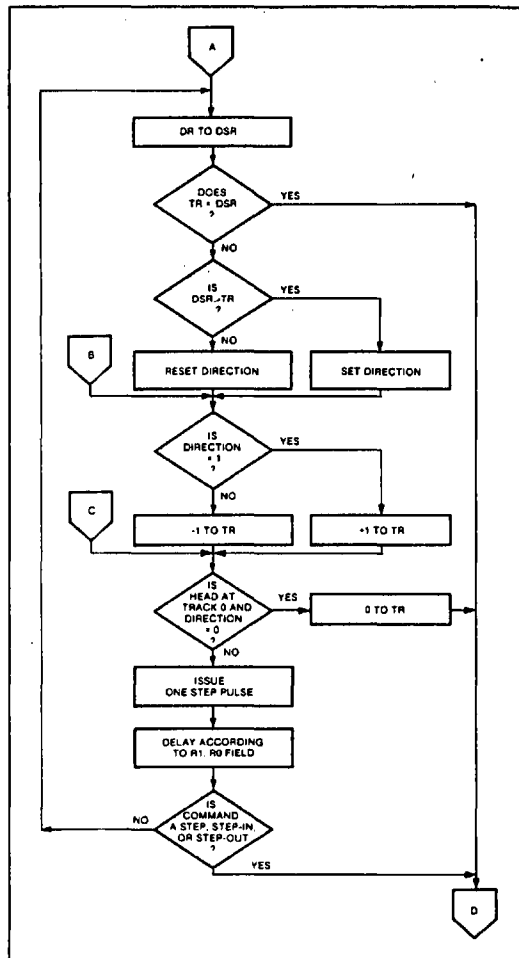 A
DR TO DSR
DOES
TR = DSR
?
YES
NO
IS
DSR>TR
?
YES
NO
B
RESET DIRECTION
SET DIRECTION
IS
DIRECTION
= 1
?
YES
NO
C
-1 TO TR
+1 TO TR
IS
HEAD AT
TRACK 0 AND
DIRECTION
= 0
?
YES
0 TO TR
NO
ISSUE
ONE STEP PULSE
DELAY ACCORDING
TO R1, R0 FIELD
IS
COMMAND
A STEP, STEP-IN,
OR STEP-OUT
?
NO
YES
D